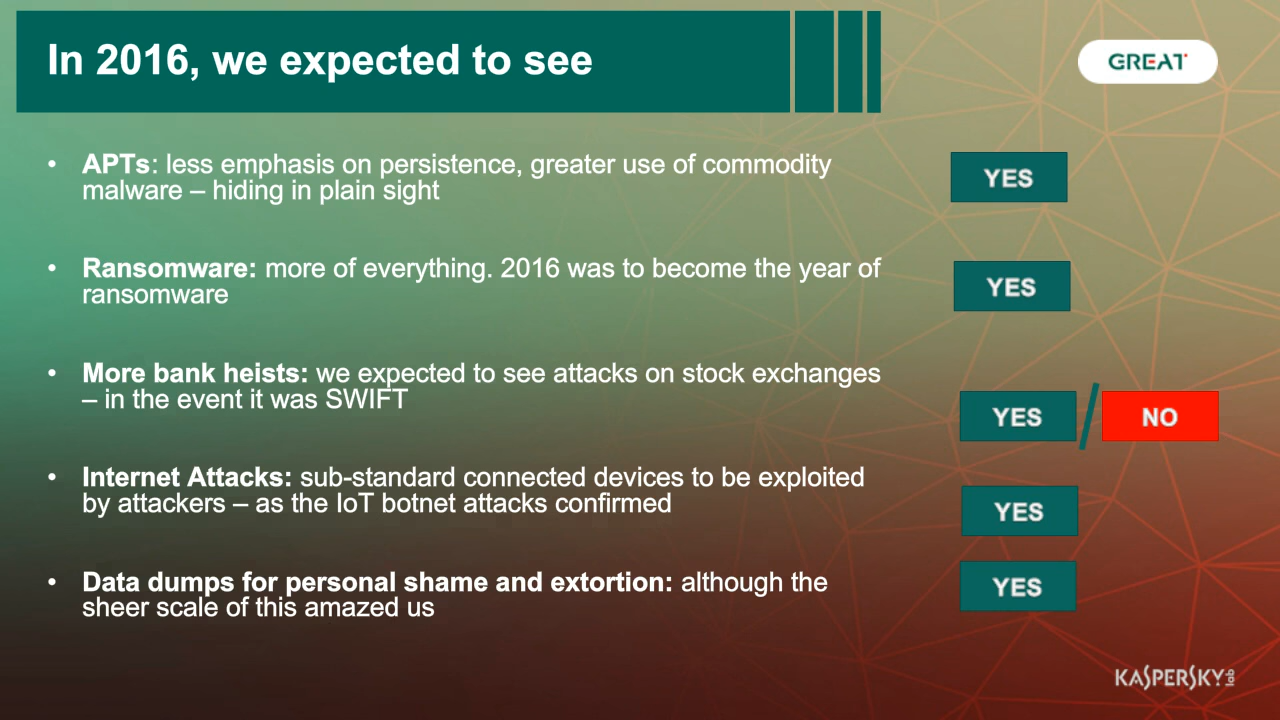 In 2016, we expected to see
GREAT
• APTs: less emphasis on persistence, greater use of commodity
malware – hiding in plain sight
YES
• Ransomware: more of everything. 2016 was to become the year of
ransomware
YES
• More bank heists: we expected to see attacks on stock exchanges
– in the event it was SWIFT
YES / NO
• Internet Attacks: sub-standard connected devices to be exploited
by attackers – as the IoT botnet attacks confirmed
YES
• Data dumps for personal shame and extortion: although the
sheer scale of this amazed us
YES
KASPERSKY lab